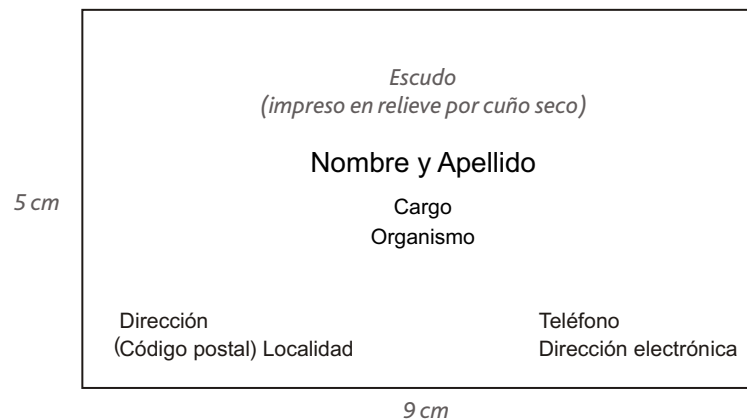 Escudo
(impreso en relieve por cuño seco)
Nombre y Apellido
5 cm
Cargo
Organismo
Dirección
Teléfono
(Código postal) Localidad
Dirección electrónica
9 cm